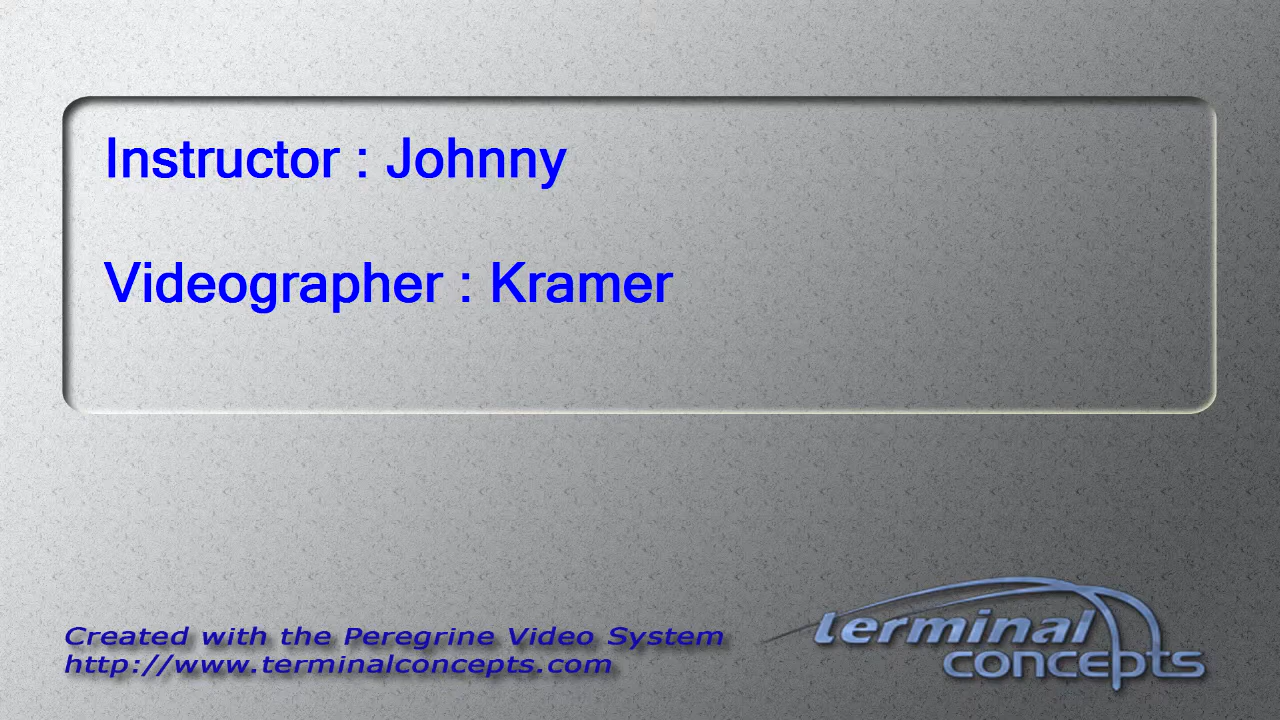 Instructor : Johnny
Videographer : Kramer
Created with the Peregrine Video System
http://www.terminalconcepts.com
terminal
concepts